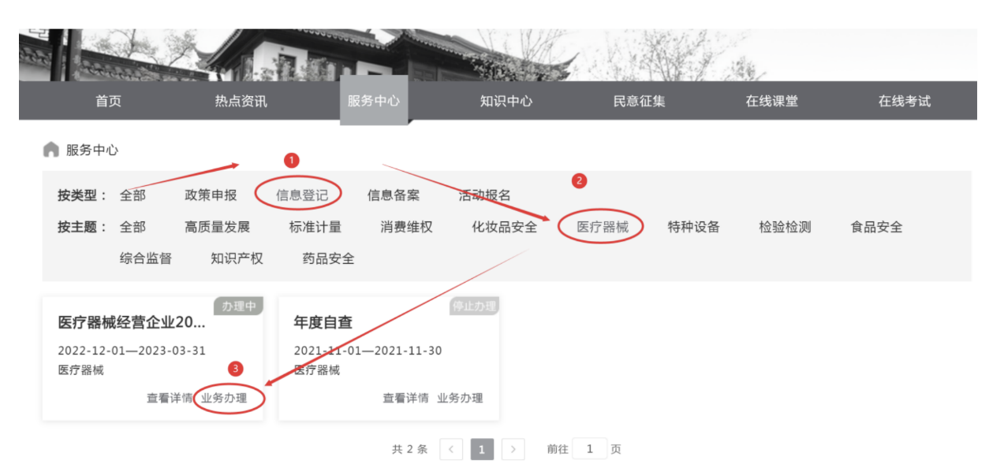 首页 热点资讯 服务中心 知识中心 民意征集 在线课堂 在线考试
服务中心
1
2
按类型： 全部 政策申报 信息登记 信息备案 活动报名
按主题： 全部 高质量发展 标准计量 消费维权 化妆品安全 医疗器械 特种设备 检验检测 食品安全
综合监督 知识产权 药品安全
办理中 停止办理
医疗器械经营企业20... 年度自查
2022-12-01—2023-03-31 2021-11-01—2021-11-30
医疗器械 3 医疗器械
查看详情 业务办理 查看详情 业务办理
共 2 条 < 1 > 前往 1 页